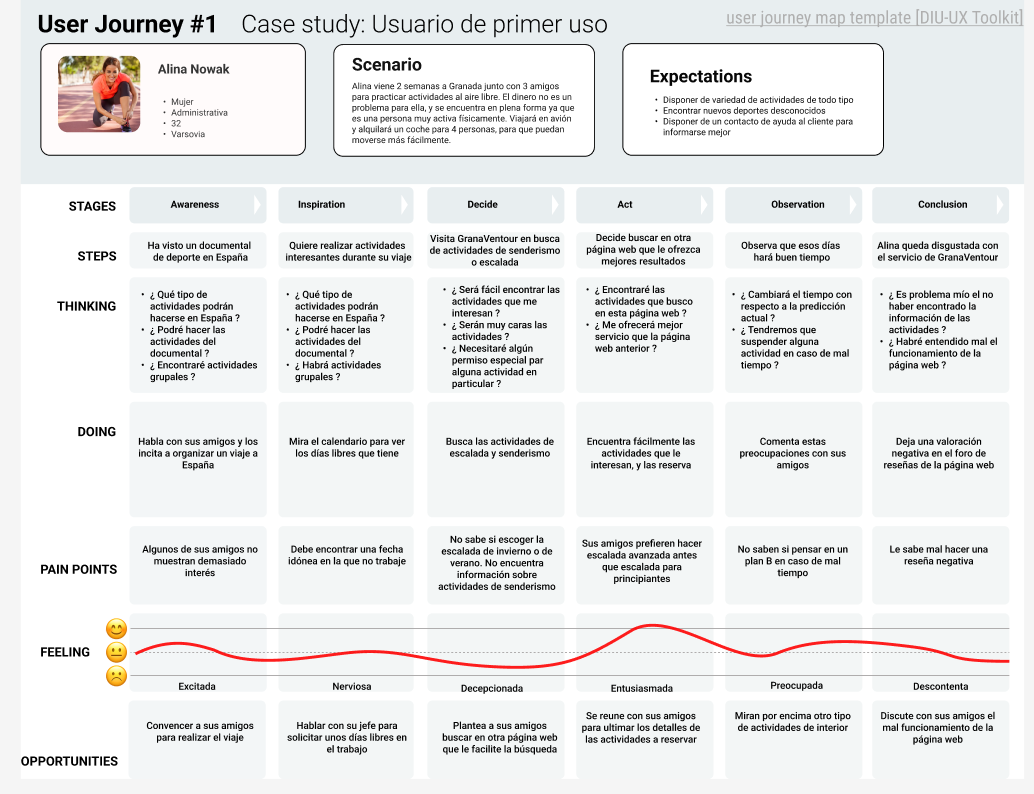 User Journey #1 Case study: Usuario de primer uso
user journey map template [DIU-UX Toolkit]
Alina Nowak
• Mujer
• Administrativa
• 32
• Varsovia
Scenario
Alina viene 2 semanas a Granada junto con 3 amigos
para practicar actividades al aire libre. El dinero no es un
problema para ella, y se encuentra en plena forma ya que
es una persona muy activa físicamente. Viajará en avión
y alquilará un coche para 4 personas, para que puedan
moverse más fácilmente.
Expectations
• Disponer de variedad de actividades de todo tipo
• Encontrar nuevos deportes desconocidos
• Disponer de un contacto de ayuda al cliente para
informarse mejor
STAGES
Awareness
Inspiration
Decide
Act
Observation
Conclusion
STEPS
Ha visto un documental
de deporte en España
Quiere realizar actividades
interesantes durante su viaje
Visita GranaVentour en busca
de actividades de senderismo
o escalada
Decide buscar en otra
página web que le ofrezca
mejores resultados
Observa que esos días
hará buen tiempo
Alina queda disgustada con
el servicio de GranaVentour
THINKING
• ¿ Qué tipo de
actividades podrán
hacerse en España ?
• ¿ Podré hacer las
actividades del
documental ?
• ¿ Encontraré actividades
grupales ?
• ¿ Qué tipo de
actividades podrán
hacerse en España ?
• ¿ Podré hacer las
actividades del
documental ?
• ¿ Habrá actividades
grupales ?
• ¿ Será fácil encontrar las
actividades que me
interesan ?
• ¿ Serán muy caras las
actividades ?
• ¿ Necesitaré algún
permiso especial par
alguna actividad en
particular ?
• ¿ Encontraré las
actividades que busco
en esta página web ?
• ¿ Me ofrecerá mejor
servicio que la página
web anterior ?
• ¿ Cambiará el tiempo con
respecto a la predicción
actual ?
• ¿ Tendremos que
suspender alguna
actividad en caso de mal
tiempo ?
• ¿ Es problema mío el no
haber encontrado la
información de las
actividades ?
• ¿ Habré entendido mal el
funcionamiento de la
página web ?
DOING
Habla con sus amigos y los
incita a organizar un viaje a
España
Mira el calendario para ver
los días libres que tiene
Busca las actividades de
escalada y senderismo
Encuentra fácilmente las
actividades que le
interesan, y las reserva
Comenta estas
preocupaciones con sus
amigos
Deja una valoración
negativa en el foro de
reseñas de la página web
PAIN POINTS
Algunos de sus amigos no
muestran demasiado
interés
Debe encontrar una fecha
idónea en la que no trabaje
No sabe si escoger la
escalada de invierno o de
verano. No encuentra
información sobre
actividades de senderismo
Sus amigos prefieren hacer
escalada avanzada antes
que escalada para
principiantes
No saben si pensar en un
plan B en caso de mal
tiempo
Le sabe mal hacer una
reseña negativa
FEELING
Excitada
Nerviosa
Decepcionada
Entusiasmada
Preocupada
Descontenta
OPPORTUNITIES
Convencer a sus amigos
para realizar el viaje
Hablar con su jefe para
solicitar unos días libres en
el trabajo
Plantea a sus amigos
buscar en otra página web
que le facilite la búsqueda
Se reune con sus amigos
para ultimar los detalles de
las actividades a reservar
Miran por encima otro tipo
de actividades de interior
Discute con sus amigos el
mal funcionamiento de la
página web